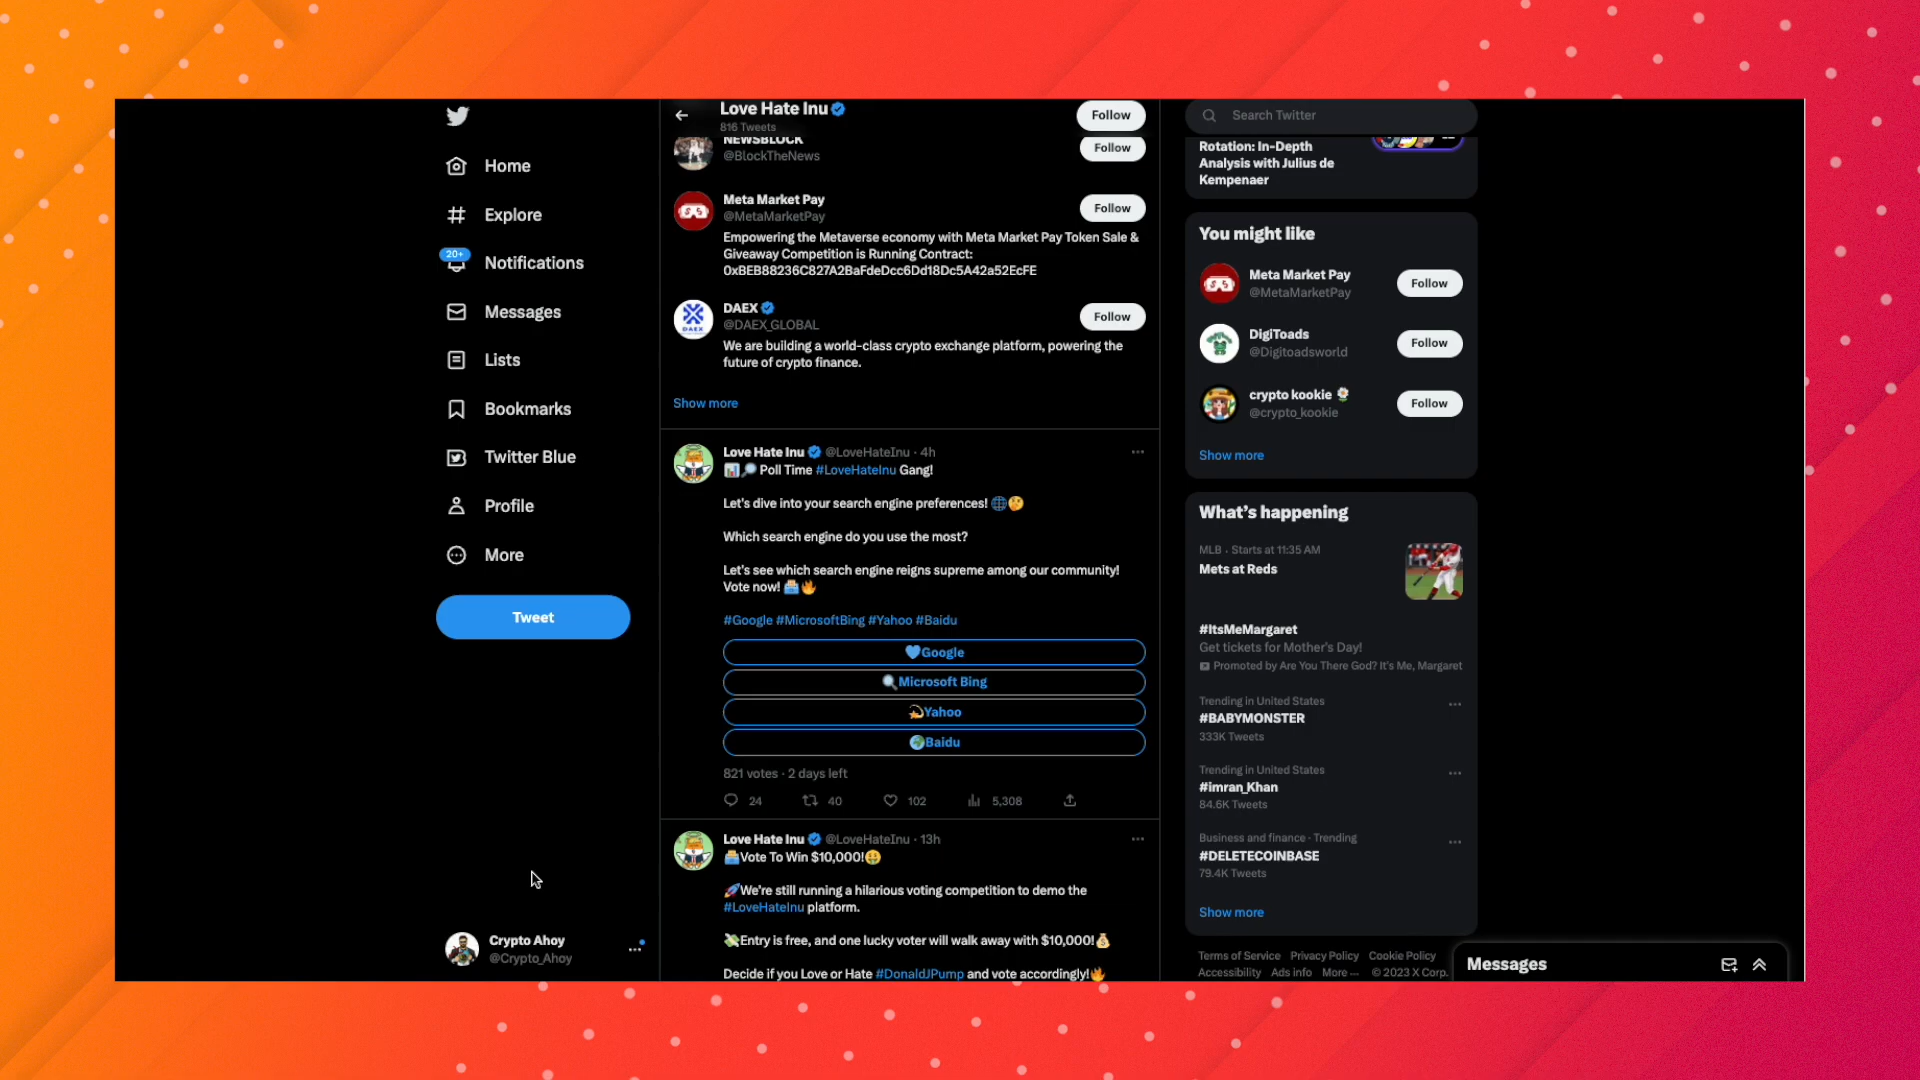 Home
Explore
20+
Notifications
Messages
Lists
Bookmarks
Twitter Blue
Profile
More
Tweet
Crypto Ahoy
@Crypto_Ahoy
Love Hate Inu
816 Tweets
Follow
NEWSBLOCK
@BlockTheNews
Follow
Meta Market Pay
@MetaMarketPay
Follow
Empowering the Metaverse economy with Meta Market Pay Token Sale &
Giveaway Competition is Running Contract:
0xBEB88236C827A2BaFdeDcc6Dd18Dc5A42a52EcFE
DAEX
@DAEX_GLOBAL
Follow
We are building a world-class crypto exchange platform, powering the
future of crypto finance.
Show more
Love Hate Inu @LoveHateInu · 4h
Poll Time #LoveHateInu Gang!
Let's dive into your search engine preferences!
Which search engine do you use the most?
Let's see which search engine reigns supreme among our community!
Vote now!
#Google #MicrosoftBing #Yahoo #Baidu
Google
Microsoft Bing
Yahoo
Baidu
821 votes · 2 days left
24 40 102 5,308
Love Hate Inu @LoveHateInu · 13h
Vote To Win $10,000!
We're still running a hilarious voting competition to demo the
#LoveHateInu platform.
Entry is free, and one lucky voter will walk away with $10,000!
Decide if you Love or Hate #DonaldJPump and vote accordingly!
Search Twitter
Rotation: In-Depth
Analysis with Julius de
Kempenaer
You might like
Meta Market Pay
@MetaMarketPay
Follow
DigiToads
@Digitoadsworld
Follow
crypto kookie
@crypto_kookie
Follow
Show more
What's happening
MLB · Starts at 11:35 AM
Mets at Reds
#ItsMeMargaret
Get tickets for Mother's Day!
Promoted by Are You There God? It's Me, Margaret
Trending in United States
#BABYMONSTER
333K Tweets
Trending in United States
#imran_Khan
84.6K Tweets
Business and finance · Trending
#DELETECOINBASE
79.4K Tweets
Show more
Terms of Service Privacy Policy Cookie Policy
Accessibility Ads info More ··· © 2023 X Corp.
Messages